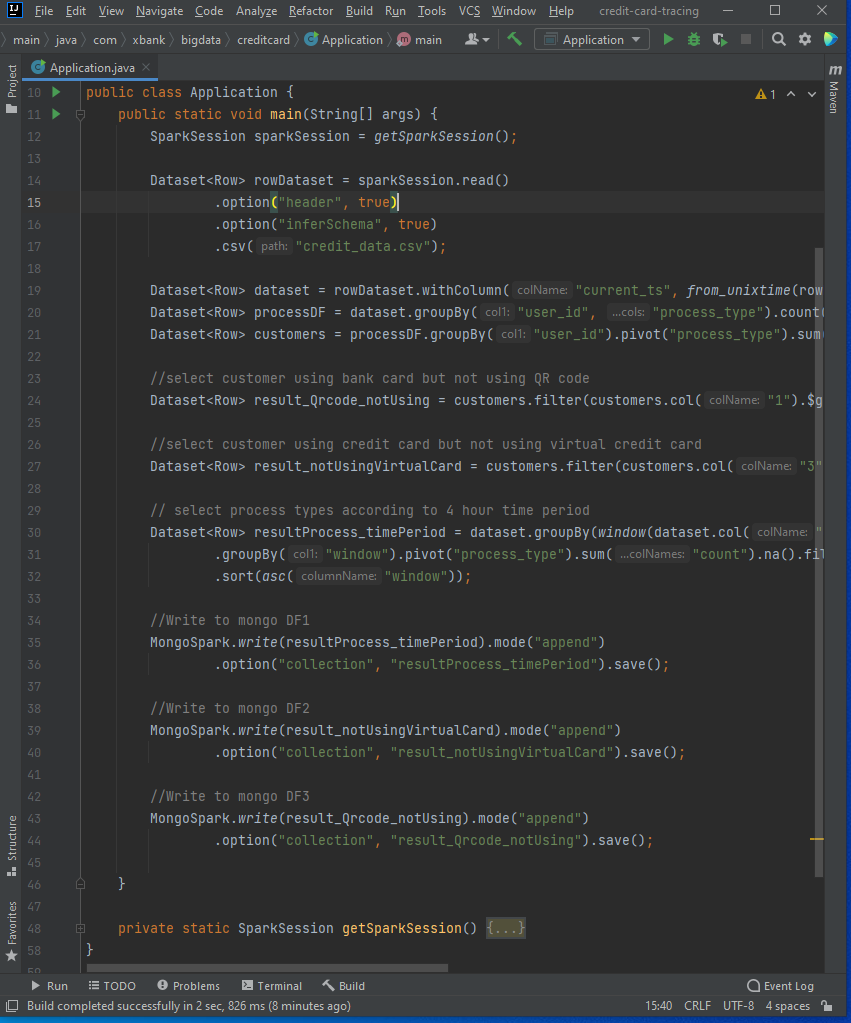 File Edit View Navigate Code Analyze Refactor Build Run Tools VCS Window Help credit-card-tracing
main java com xbank bigdata creditcard Application main Application
Application.java
Project
Maven
1
10 public class Application {
11 public static void main(String[] args) {
12 SparkSession sparkSession = getSparkSession();
13
14 Dataset<Row> rowDataset = sparkSession.read()
15 .option("header", true)
16 .option("inferSchema", true)
17 .csv( path: "credit_data.csv");
18
19 Dataset<Row> dataset = rowDataset.withColumn( colName: "current_ts", from_unixtime(row
20 Dataset<Row> processDF = dataset.groupBy( col1: "user_id", ...cols: "process_type").count(
21 Dataset<Row> customers = processDF.groupBy( col1: "user_id").pivot("process_type").sum(
22
23 //select customer using bank card but not using QR code
24 Dataset<Row> result_Qrcode_notUsing = customers.filter(customers.col( colName: "1").$g
25
26 //select customer using credit card but not using virtual credit card
27 Dataset<Row> result_notUsingVirtualCard = customers.filter(customers.col( colName: "3"
28
29 // select process types according to 4 hour time period
30 Dataset<Row> resultProcess_timePeriod = dataset.groupBy(window(dataset.col( colName: "
31 .groupBy( col1: "window").pivot("process_type").sum( ...colNames: "count").na().fil
32 .sort(asc( columnName: "window"));
33
34 //Write to mongo DF1
35 MongoSpark.write(resultProcess_timePeriod).mode("append")
36 .option("collection", "resultProcess_timePeriod").save();
37
38 //Write to mongo DF2
39 MongoSpark.write(result_notUsingVirtualCard).mode("append")
40 .option("collection", "result_notUsingVirtualCard").save();
41
42 //Write to mongo DF3
43 MongoSpark.write(result_Qrcode_notUsing).mode("append")
44 .option("collection", "result_Qrcode_notUsing").save();
45
46 }
47
48 private static SparkSession getSparkSession() {...}
58 }
Structure
Favorites
Run TODO Problems Terminal Build Event Log
Build completed successfully in 2 sec, 826 ms (8 minutes ago) 15:40 CRLF UTF-8 4 spaces